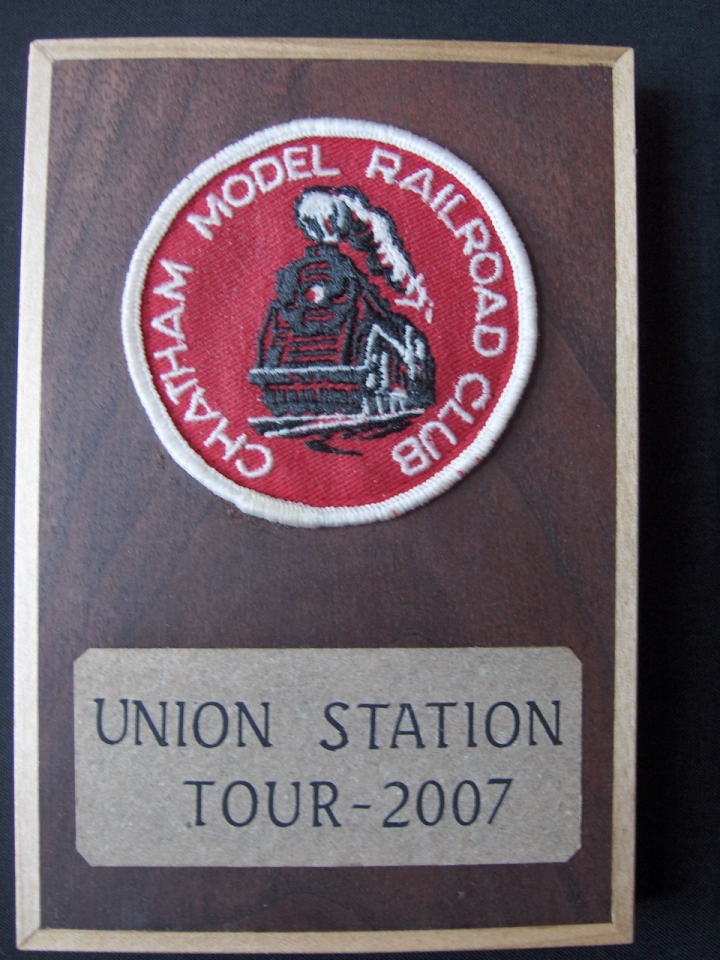 CHATHAM MODEL RAILROAD CLUB
UNION STATION
TOUR-2007